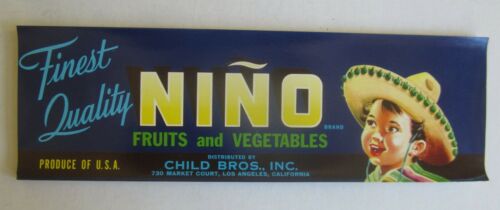 Finest
Quality
NIÑO
BRAND
FRUITS and VEGETABLES
PRODUCE OF U.S.A.
DISTRIBUTED BY
CHILD BROS., INC.
730 MARKET COURT, LOS ANGELES, CALIFORNIA